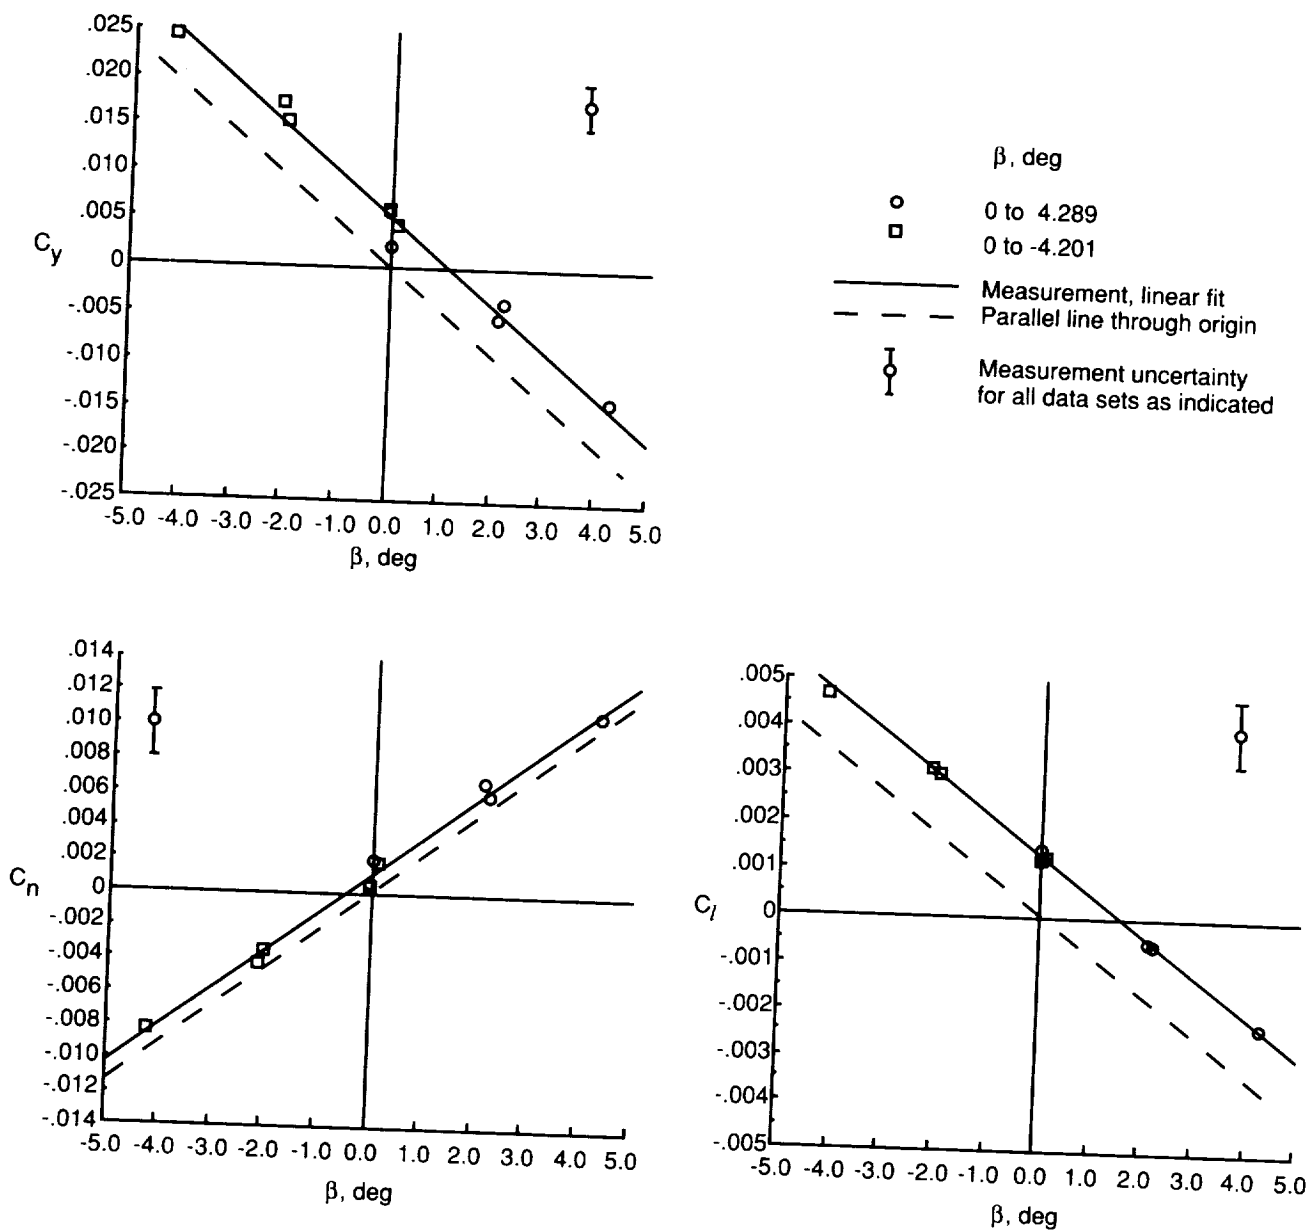 .025
.020
.015
.010
.005
0
-.005
-.010
-.015
-.020
-.025
C_y
-5.0 -4.0 -3.0 -2.0 -1.0 0.0 1.0 2.0 3.0 4.0 5.0
β, deg
β, deg
0 to 4.289
0 to -4.201
Measurement, linear fit
Parallel line through origin
Measurement uncertainty
for all data sets as indicated
.014
.012
.010
.008
.006
.004
.002
0
-.002
-.004
-.006
-.008
-.010
-.012
-.014
C_n
-5.0 -4.0 -3.0 -2.0 -1.0 0.0 1.0 2.0 3.0 4.0 5.0
β, deg
.005
.004
.003
.002
.001
0
-.001
-.002
-.003
-.004
-.005
C_l
-5.0 -4.0 -3.0 -2.0 -1.0 0.0 1.0 2.0 3.0 4.0 5.0
β, deg